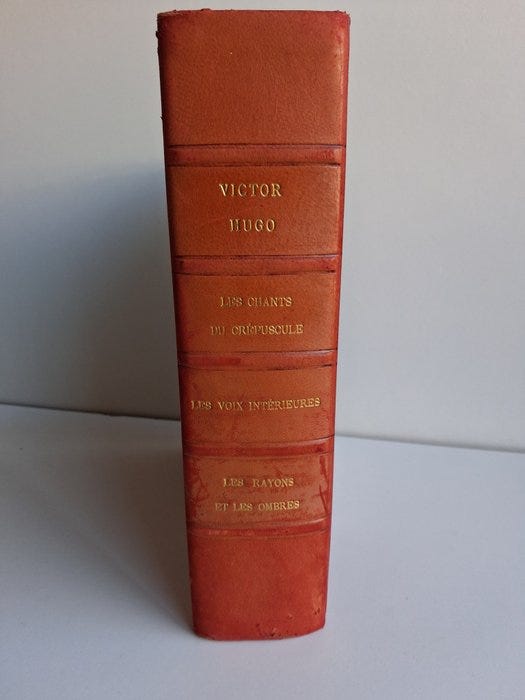 VICTOR
HUGO
LES CHANTS
DU CRÉPUSCULE
LES VOIX INTÉRIEURES
LES RAYONS
ET LES OMBRES